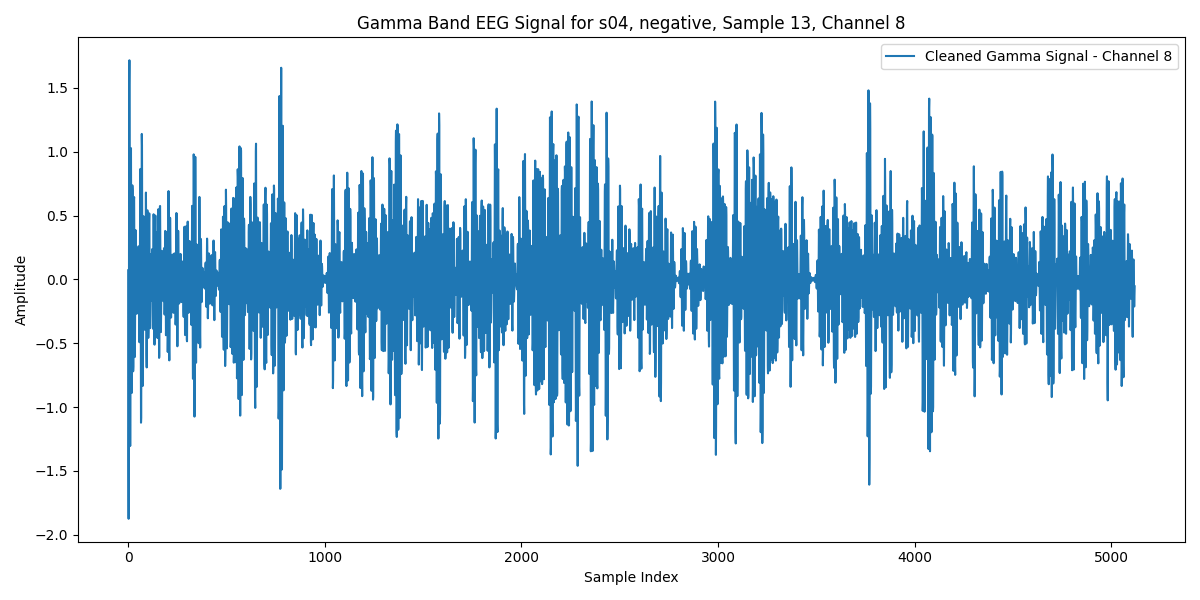 Gamma Band EEG Signal for s04, negative, Sample 13, Channel 8
Cleaned Gamma Signal - Channel 8
Amplitude
1.5
1.0
0.5
0.0
−0.5
−1.0
−1.5
−2.0
0 1000 2000 3000 4000 5000
Sample Index